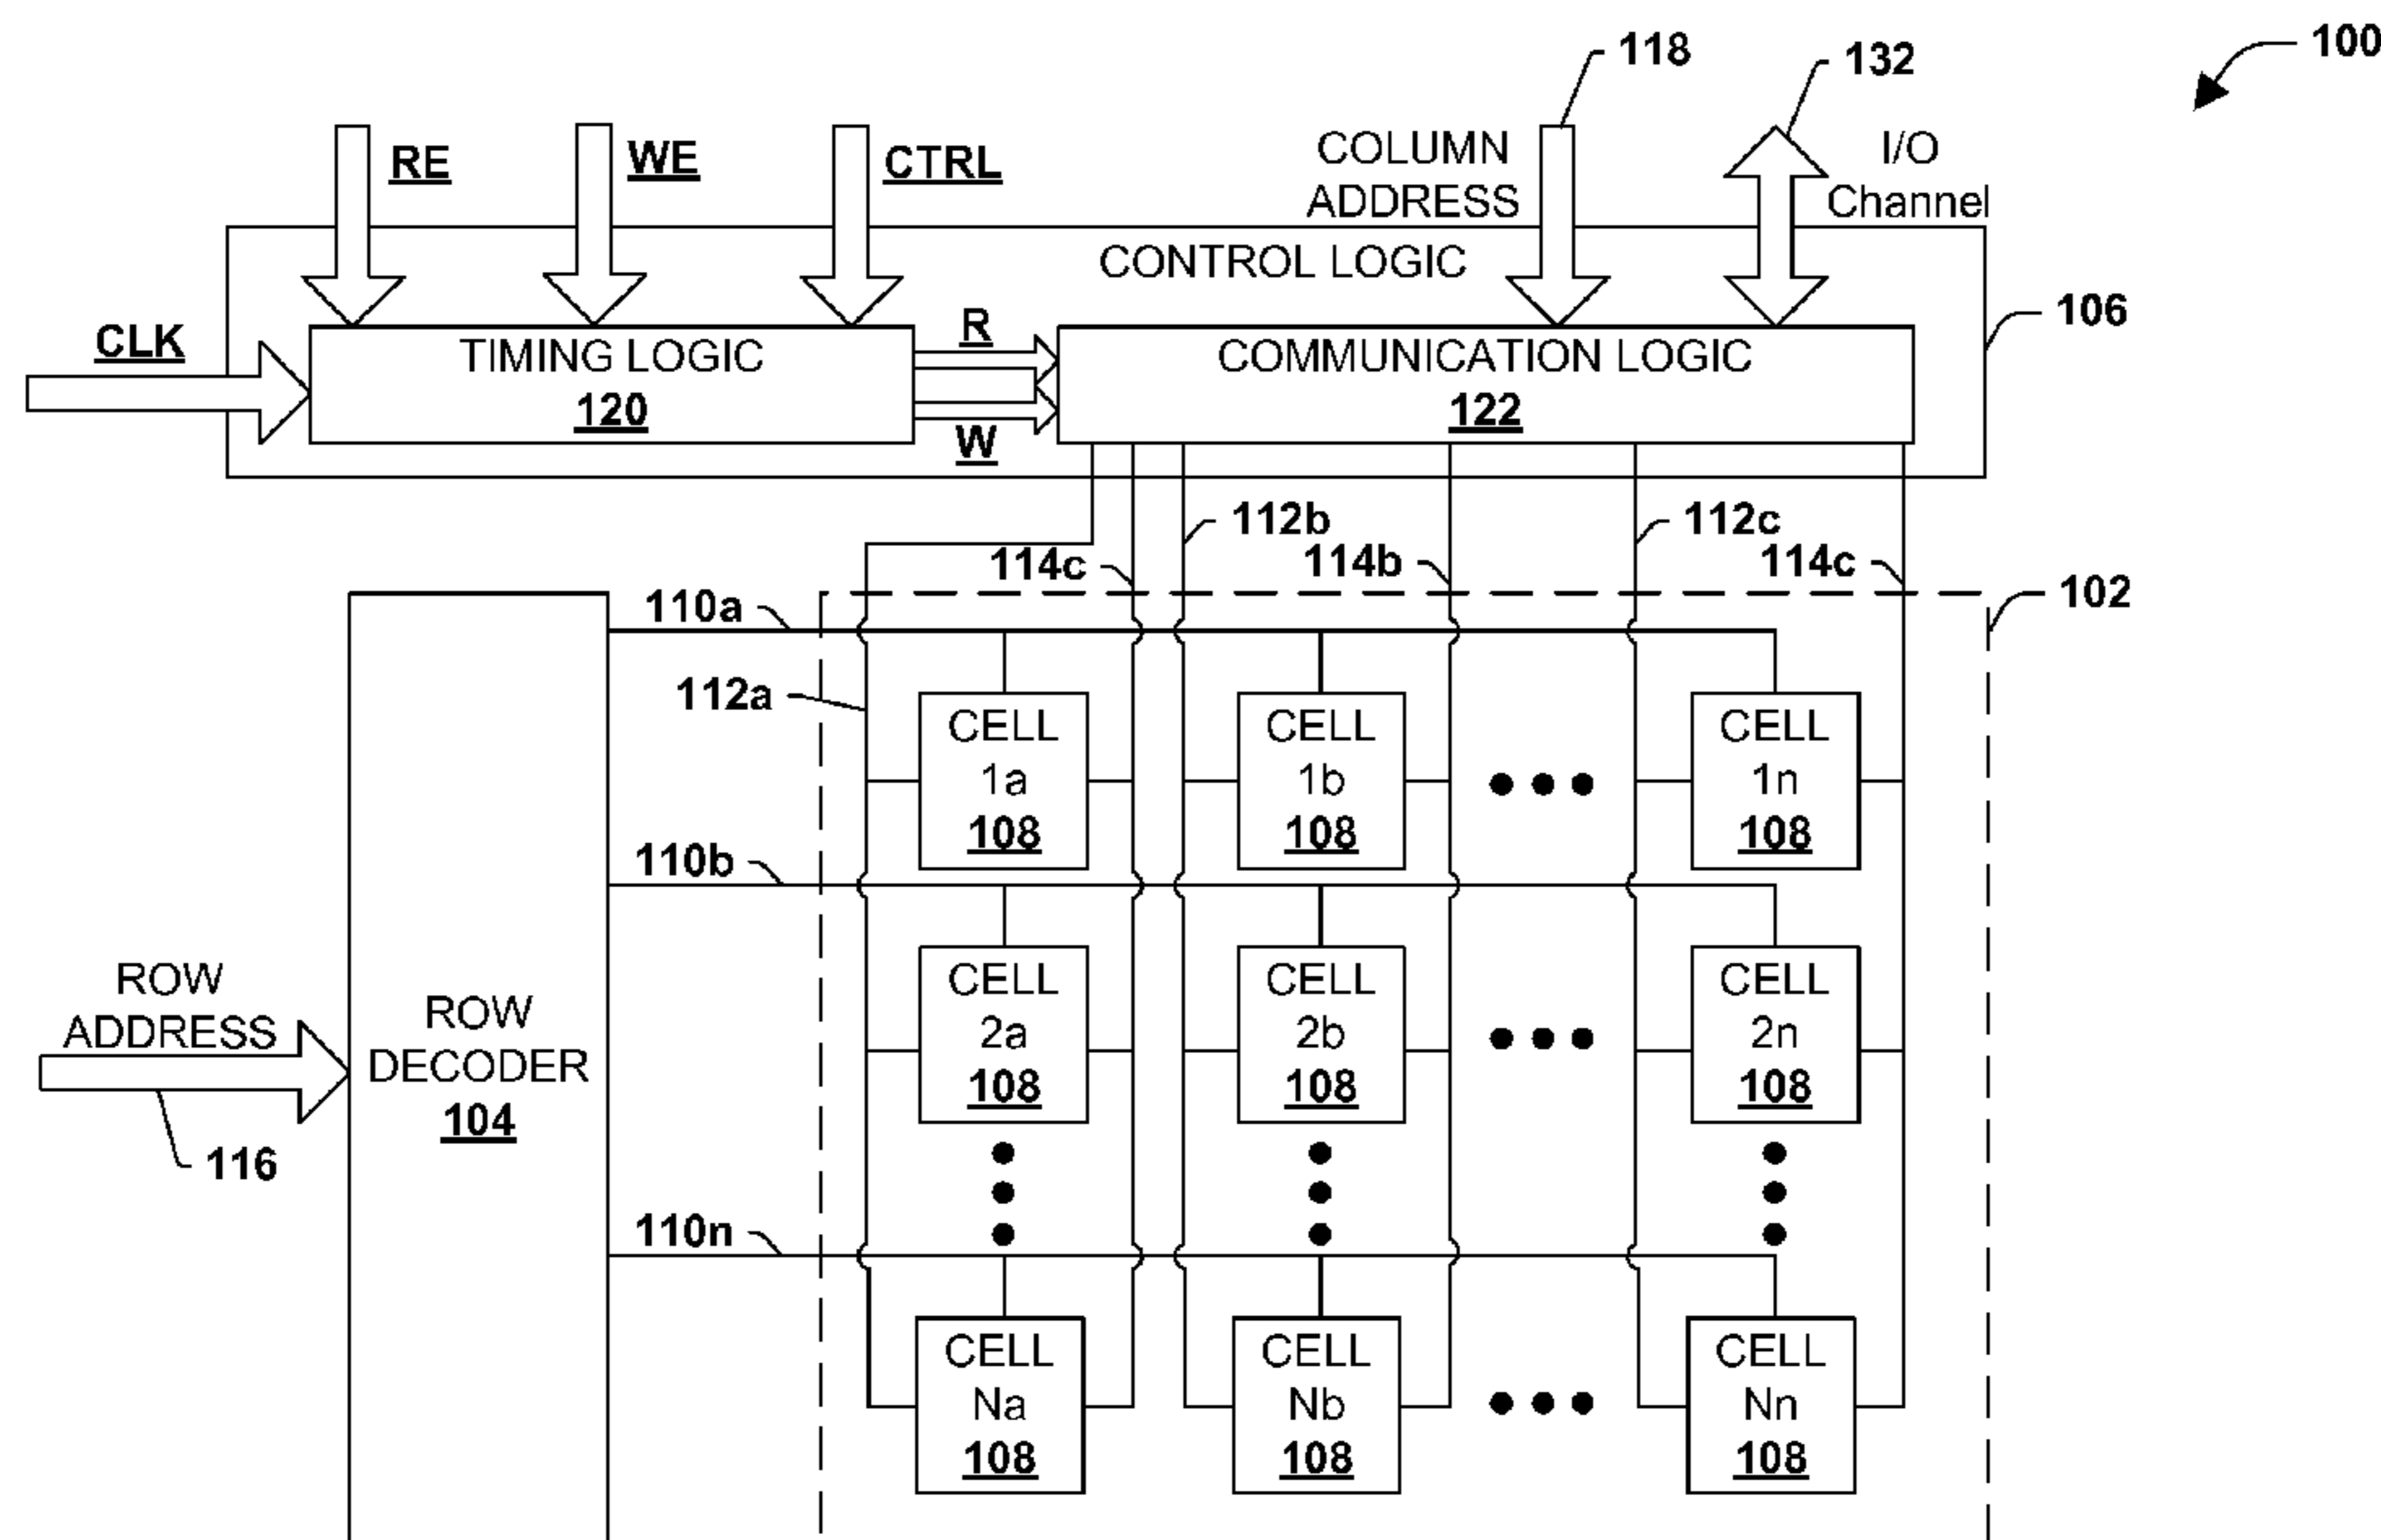 100
118
132
RE
WE
CTRL
COLUMN
ADDRESS
I/O
Channel
CONTROL LOGIC
106
CLK
TIMING LOGIC
120
R
W
COMMUNICATION LOGIC
122
112b
112c
114c
114b
114c
102
110a
112a
CELL
1a
108
CELL
1b
108
CELL
1n
108
110b
ROW
ADDRESS
116
ROW
DECODER
104
CELL
2a
108
CELL
2b
108
CELL
2n
108
110n
CELL
Na
108
CELL
Nb
108
CELL
Nn
108